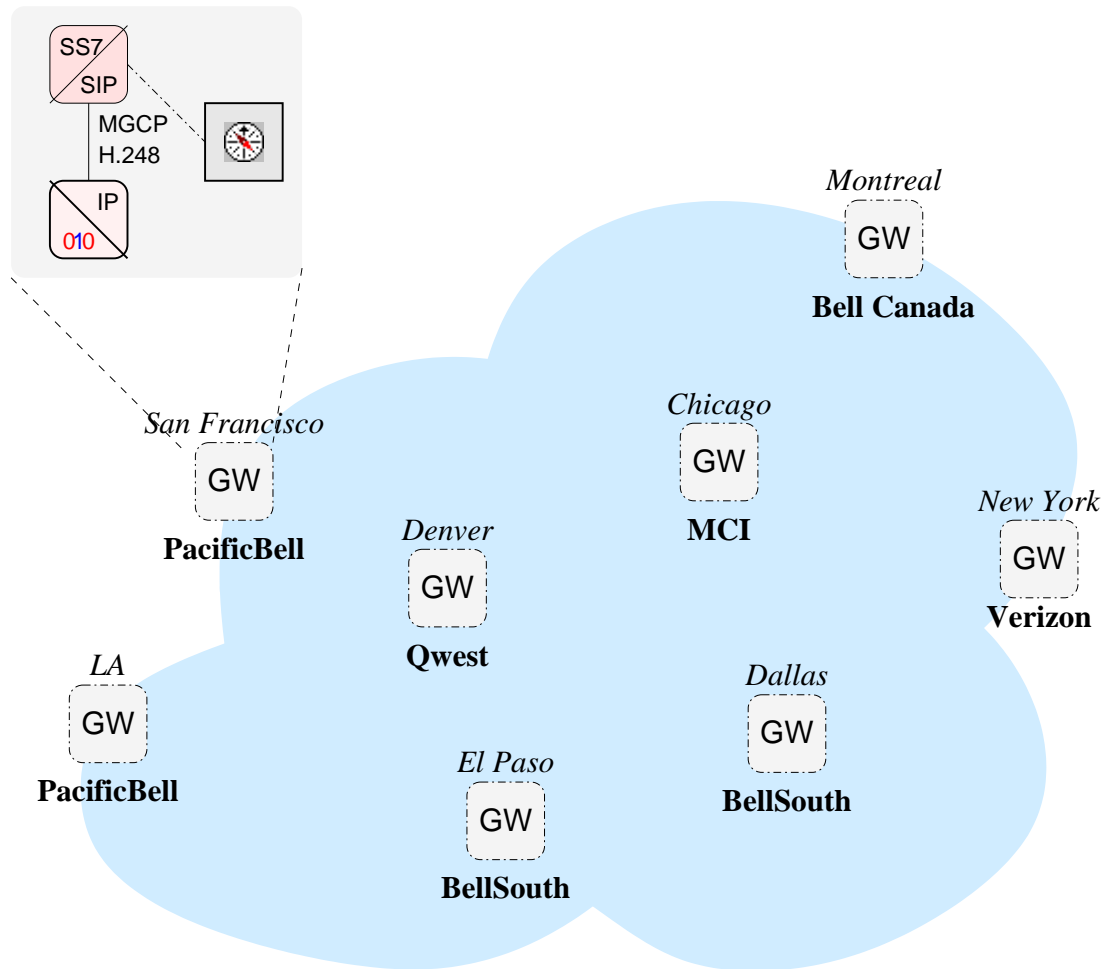 SS7
SIP
MGCP
H.248
IP
010
Montreal
GW
Bell Canada
San Francisco
GW
PacificBell
Chicago
GW
MCI
Denver
GW
Qwest
New York
GW
Verizon
LA
GW
PacificBell
Dallas
GW
BellSouth
El Paso
GW
BellSouth